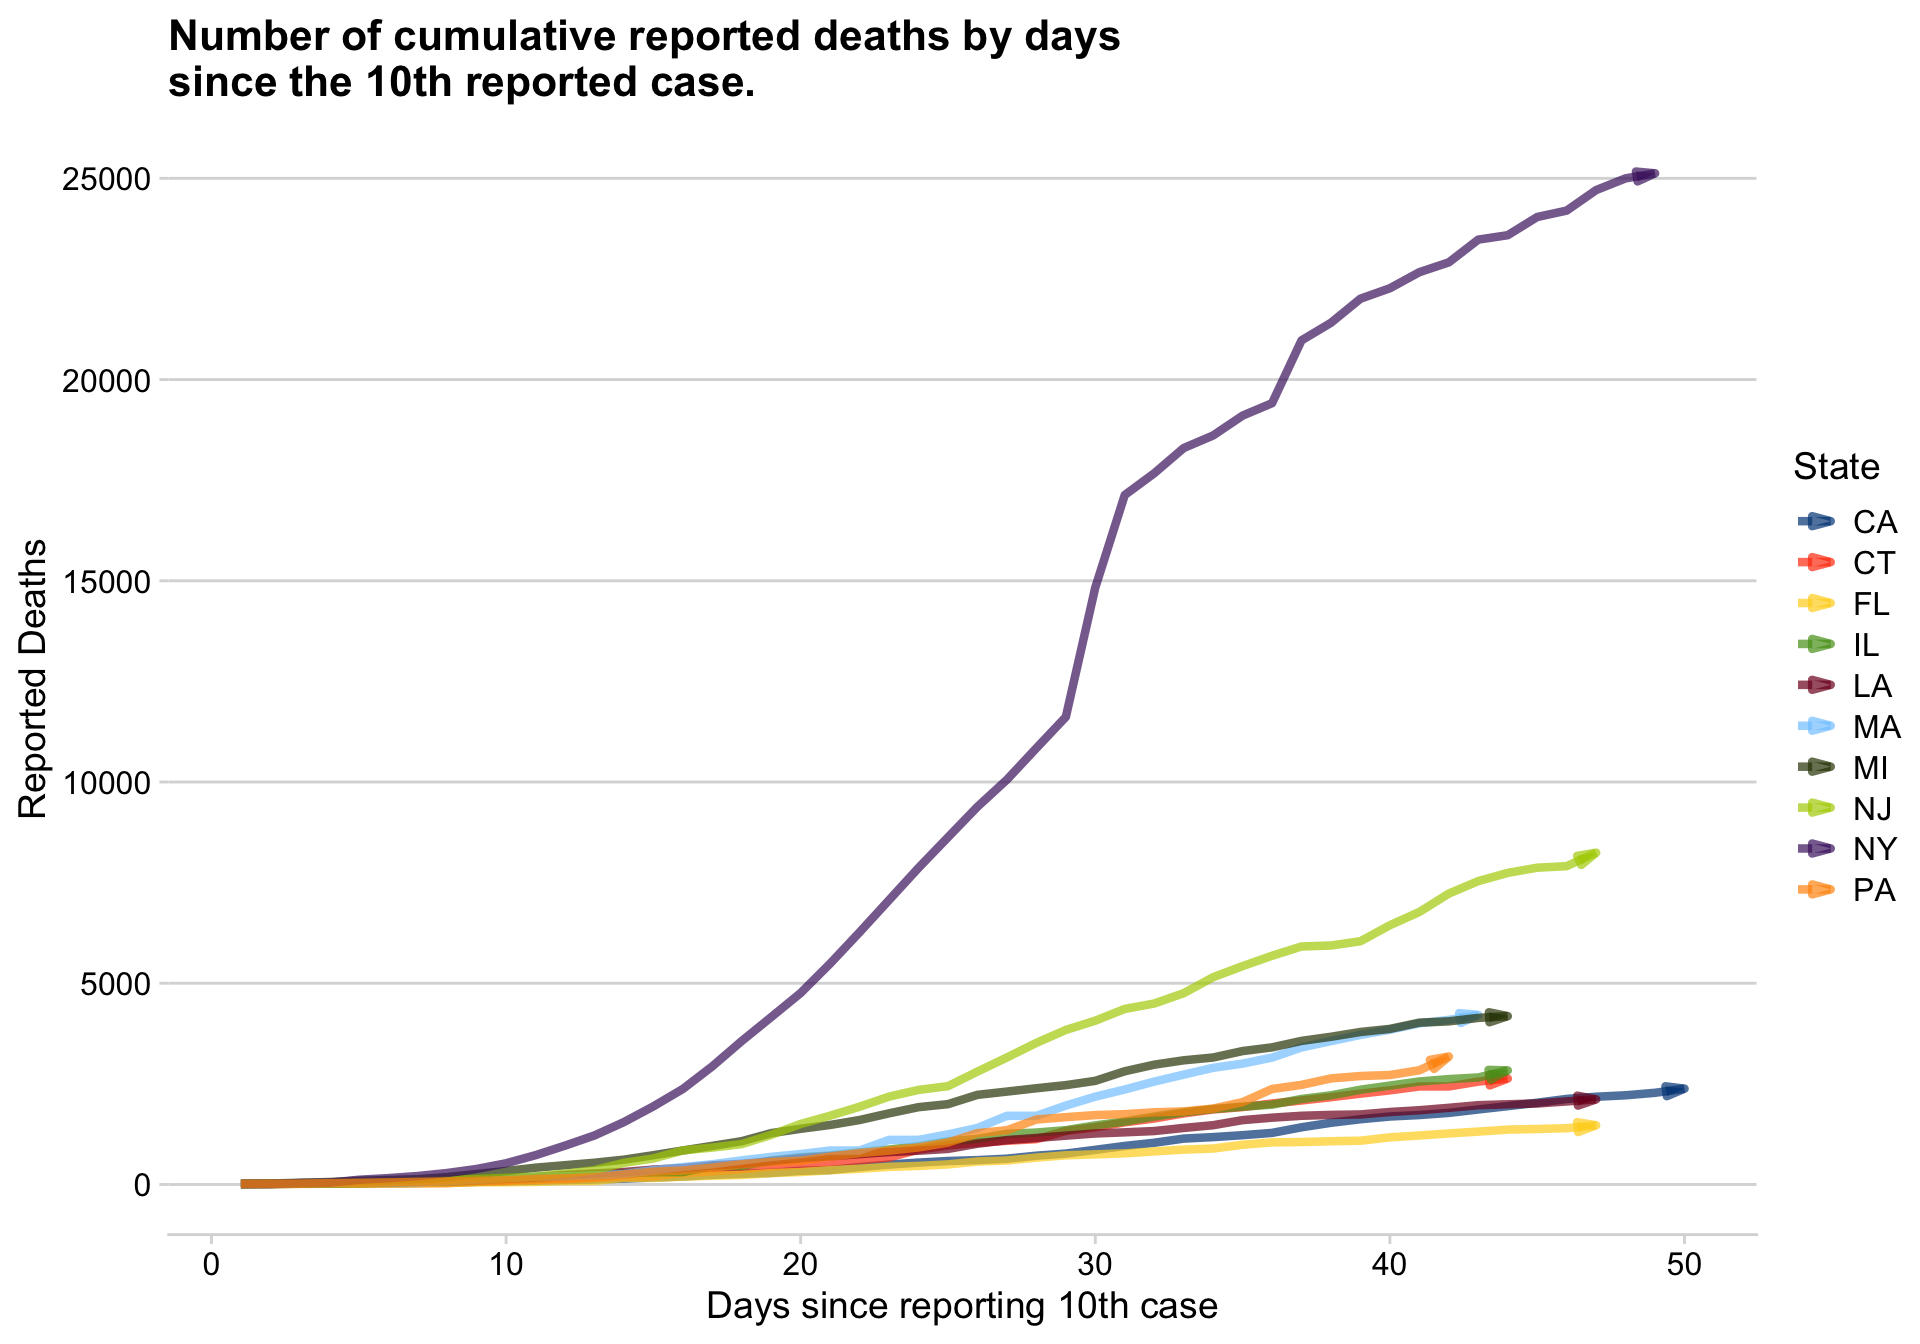 Number of cumulative reported deaths by days
since the 10th reported case.
25000
20000
15000
10000
5000
0
Reported Deaths
0 10 20 30 40 50
Days since reporting 10th case
State
CA
CT
FL
IL
LA
MA
MI
NJ
NY
PA